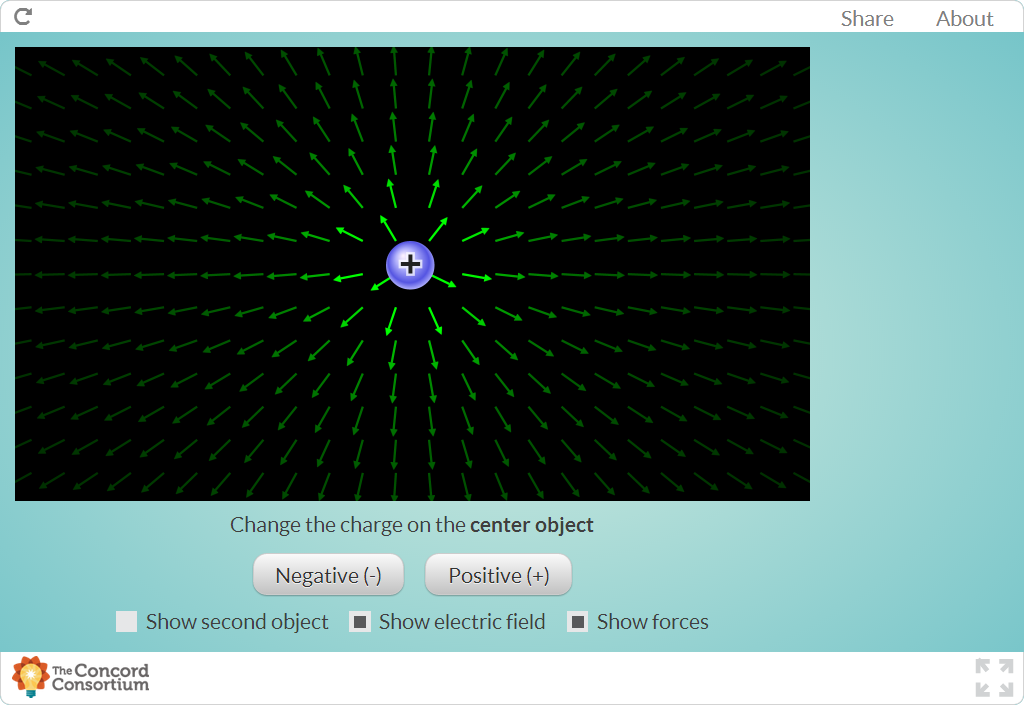 Share About
+
Change the charge on the center object
Negative (-) Positive (+)
Show second object Show electric field Show forces
The Concord
Consortium